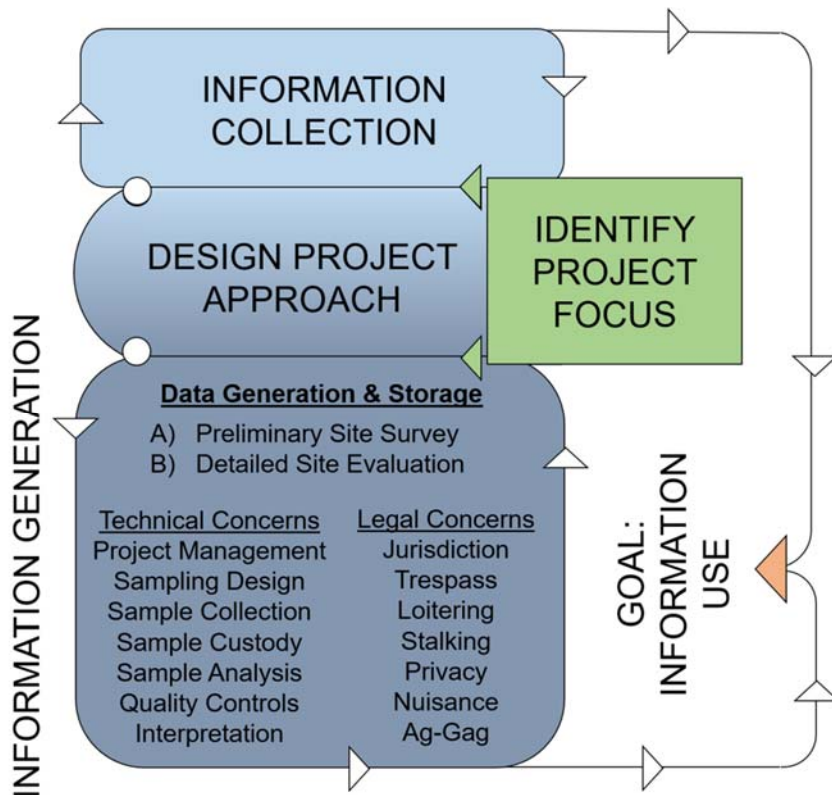 INFORMATION
COLLECTION
DESIGN PROJECT
APPROACH
IDENTIFY
PROJECT
FOCUS
INFORMATION GENERATION
Data Generation & Storage
A) Preliminary Site Survey
B) Detailed Site Evaluation
Technical Concerns
Project Management
Sampling Design
Sample Collection
Sample Custody
Sample Analysis
Quality Controls
Interpretation
Legal Concerns
Jurisdiction
Trespass
Loitering
Stalking
Privacy
Nuisance
Ag-Gag
GOAL:
INFORMATION
USE